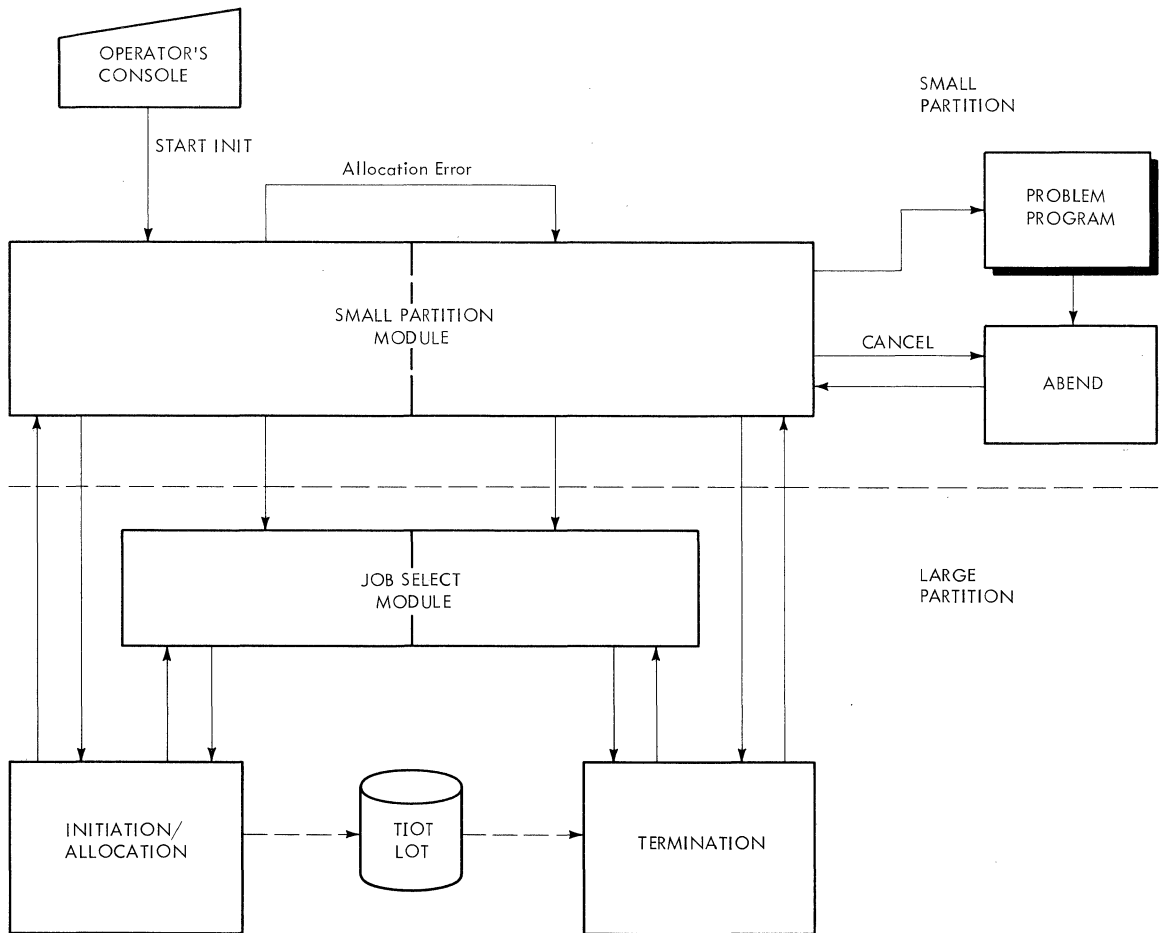 OPERATOR'S
CONSOLE
SMALL
PARTITION
START INIT
Allocation Error
PROBLEM
PROGRAM
SMALL PARTITION
MODULE
CANCEL
ABEND
JOB SELECT
MODULE
LARGE
PARTITION
INITIATION/
ALLOCATION
TIOT
LOT
TERMINATION